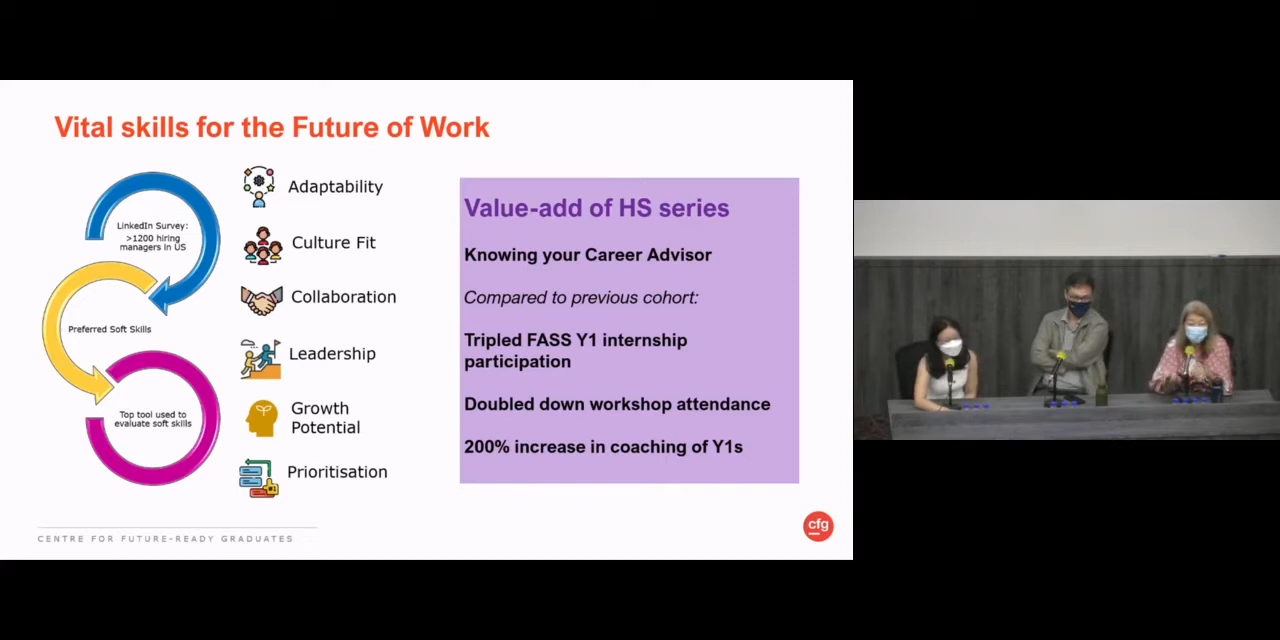 Vital skills for the Future of Work
LinkedIn Survey:
>1200 hiring
managers in US
Preferred Soft Skills
Top tool used to
evaluate soft skills
Adaptability
Culture Fit
Collaboration
Leadership
Growth
Potential
Prioritisation
Value-add of HS series
Knowing your Career Advisor
Compared to previous cohort:
Tripled FASS Y1 internship
participation
Doubled down workshop attendance
200% increase in coaching of Y1s
CENTRE FOR FUTURE-READY GRADUATES
cfg